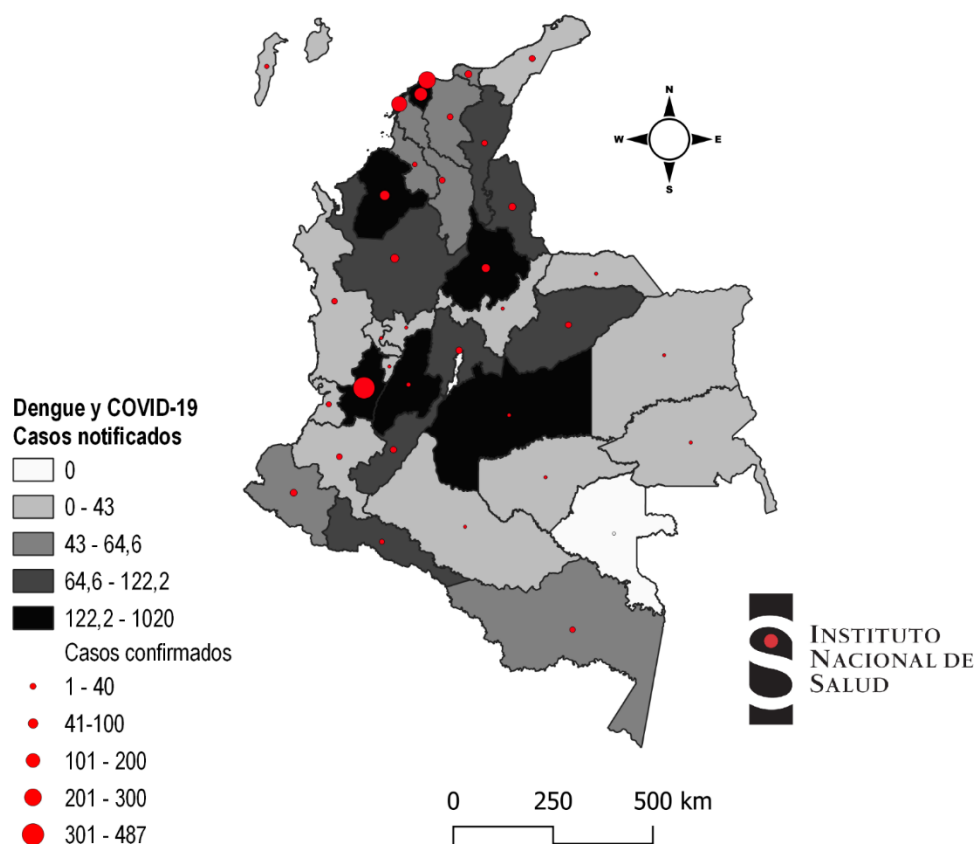 N
W
E
S
Dengue y COVID-19
Casos notificados
0
0 - 43
43 - 64,6
64,6 - 122,2
122,2 - 1020
Casos confirmados
1 - 40
41-100
101 - 200
201 - 300
301 - 487
INSTITUTO
NACIONAL DE
SALUD
0 250 500 km